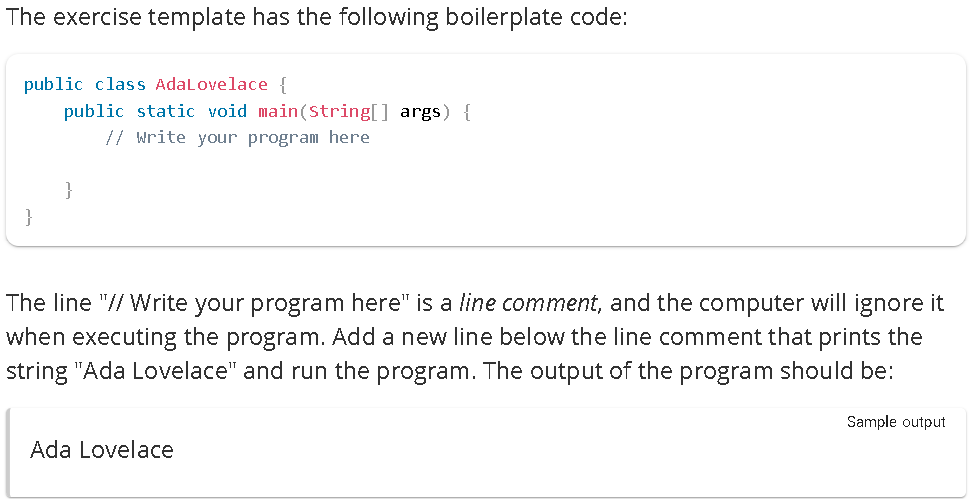 The exercise template has the following boilerplate code:
public class AdaLovelace {
    public static void main(String[] args) {
        // Write your program here
    }
}
The line "// Write your program here" is a line comment, and the computer will ignore it
when executing the program. Add a new line below the line comment that prints the
string "Ada Lovelace" and run the program. The output of the program should be:
Sample output
Ada Lovelace